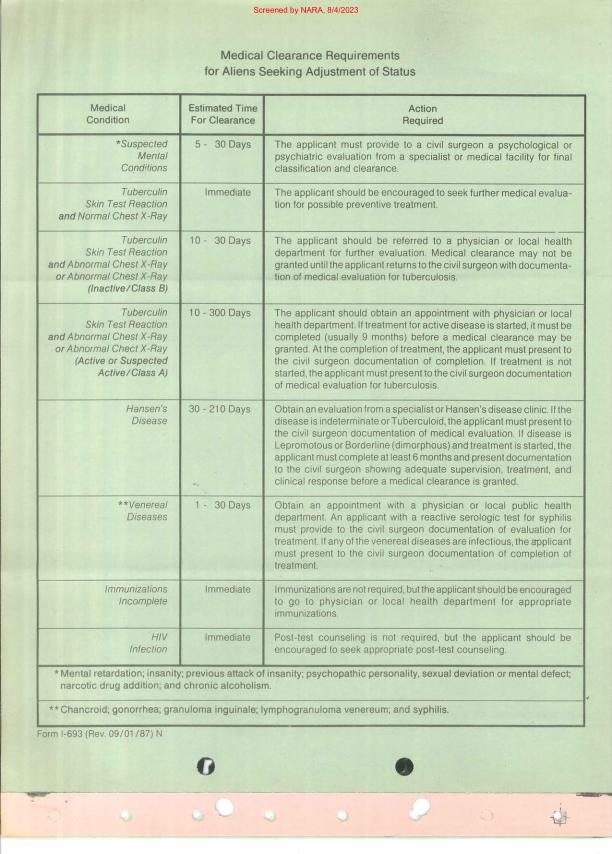 Screened by NARA, 8/4/2023
Medical Clearance Requirements
for Aliens Seeking Adjustment of Status
Medical
Condition
Estimated Time
For Clearance
Action
Required
*Suspected
Mental
Conditions
5 - 30 Days
The applicant must provide to a civil surgeon a psychological or
psychiatric evaluation from a specialist or medical facility for final
classification and clearance.
Tuberculin
Skin Test Reaction
and Normal Chest X-Ray
Immediate
The applicant should be encouraged to seek further medical evalua-
tion for possible preventive treatment.
Tuberculin
Skin Test Reaction
and Abnormal Chest X-Ray
or Abnormal Chest X-Ray
(Inactive/Class B)
10 - 30 Days
The applicant should be referred to a physician or local health
department for further evaluation. Medical clearance may not be
granted until the applicant returns to the civil surgeon with documenta-
tion of medical evaluation for tuberculosis.
Tuberculin
Skin Test Reaction
and Abnormal Chest X-Ray
or Abnormal Chect X-Ray
(Active or Suspected
Active/Class A)
10 - 300 Days
The applicant should obtain an appointment with physician or local
health department. If treatment for active disease is started, it must be
completed (usually 9 months) before a medical clearance may be
granted. At the completion of treatment, the applicant must present to
the civil surgeon documentation of completion. If treatment is not
started, the applicant must present to the civil surgeon documentation
of medical evaluation for tuberculosis.
Hansen's
Disease
30 - 210 Days
Obtain an evaluation from a specialist or Hansen's disease clinic. If the
disease is indeterminate or Tuberculoid, the applicant must present to
the civil surgeon documentation of medical evaluation. If disease is
Lepromotous or Borderline (dimorphous) and treatment is started, the
applicant must complete at least 6 months and present documentation
to the civil surgeon showing adequate supervision, treatment, and
clinical response before a medical clearance is granted.
**Venereal
Diseases
1 - 30 Days
Obtain an appointment with a physician or local public health
department. An applicant with a reactive serologic test for syphilis
must provide to the civil surgeon documentation of evaluation for
treatment. If any of the venereal diseases are infectious, the applicant
must present to the civil surgeon documentation of completion of
treatment.
Immunizations
Incomplete
Immediate
Immunizations are not required, but the applicant should be encouraged
to go to physician or local health department for appropriate
immunizations.
HIV
Infection
Immediate
Post-test counseling is not required, but the applicant should be
encouraged to seek appropriate post-test counseling.
* Mental retardation; insanity; previous attack of insanity; psychopathic personality, sexual deviation or mental defect;
narcotic drug addition; and chronic alcoholism.
** Chancroid; gonorrhea; granuloma inguinale; lymphogranuloma venereum; and syphilis.
Form I-693 (Rev. 09/01/87) N